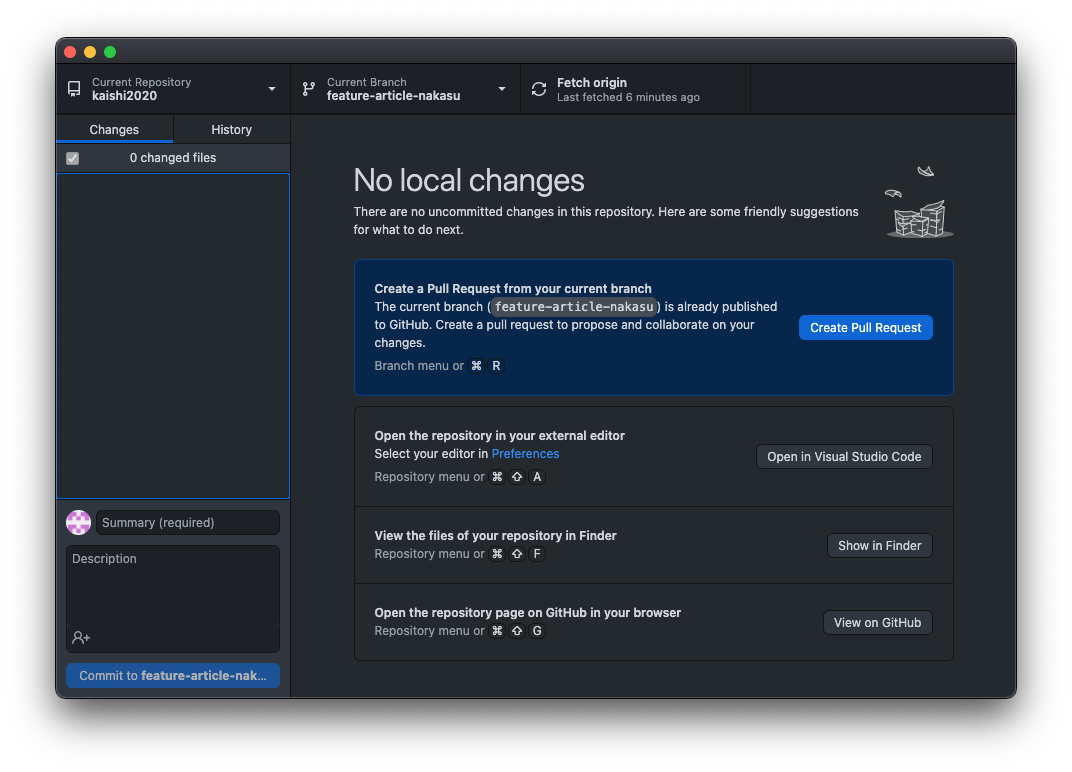 Current Repository
kaishi2020
Current Branch
feature-article-nakasu
Fetch origin
Last fetched 6 minutes ago
Changes
History
0 changed files
No local changes
There are no uncommitted changes in this repository. Here are some friendly suggestions
for what to do next.
Create a Pull Request from your current branch
The current branch (feature-article-nakasu) is already published
to GitHub. Create a pull request to propose and collaborate on your
changes.
Branch menu or ⌘ R
Create Pull Request
Open the repository in your external editor
Select your editor in Preferences
Repository menu or ⌘ ⇧ A
Open in Visual Studio Code
View the files of your repository in Finder
Repository menu or ⌘ ⇧ F
Show in Finder
Open the repository page on GitHub in your browser
Repository menu or ⌘ ⇧ G
View on GitHub
Summary (required)
Description
Commit to feature-article-nak...